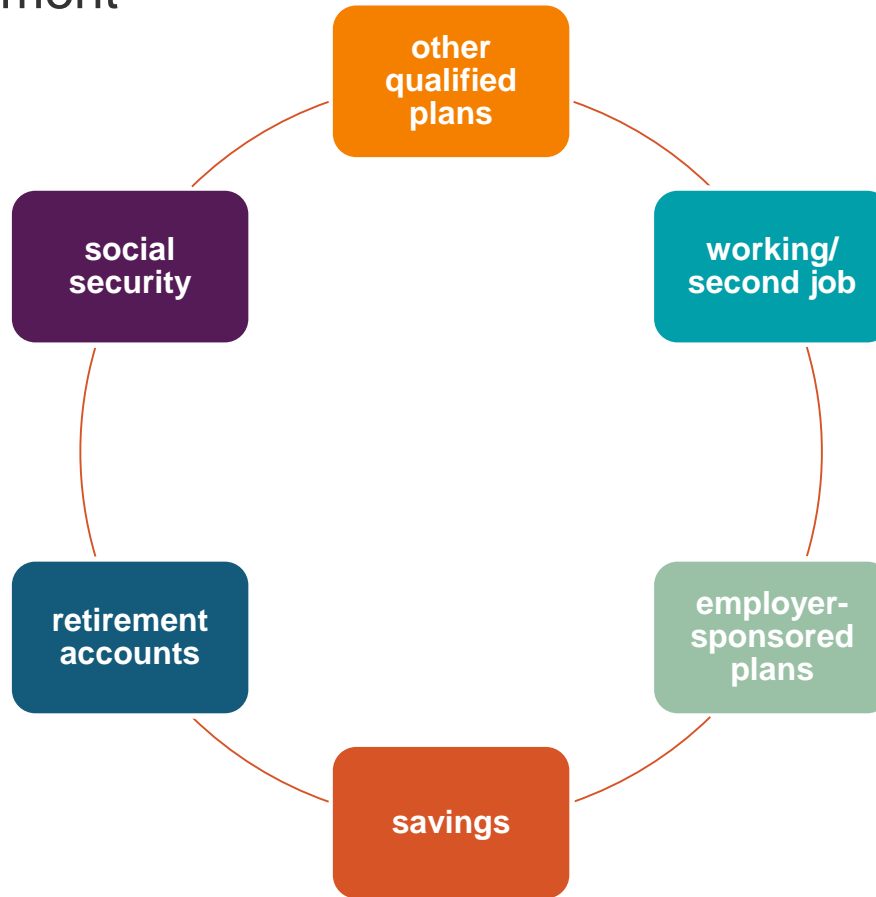 other
qualified
plans
social
security
working/
second job
retirement
accounts
employer-
sponsored
plans
savings